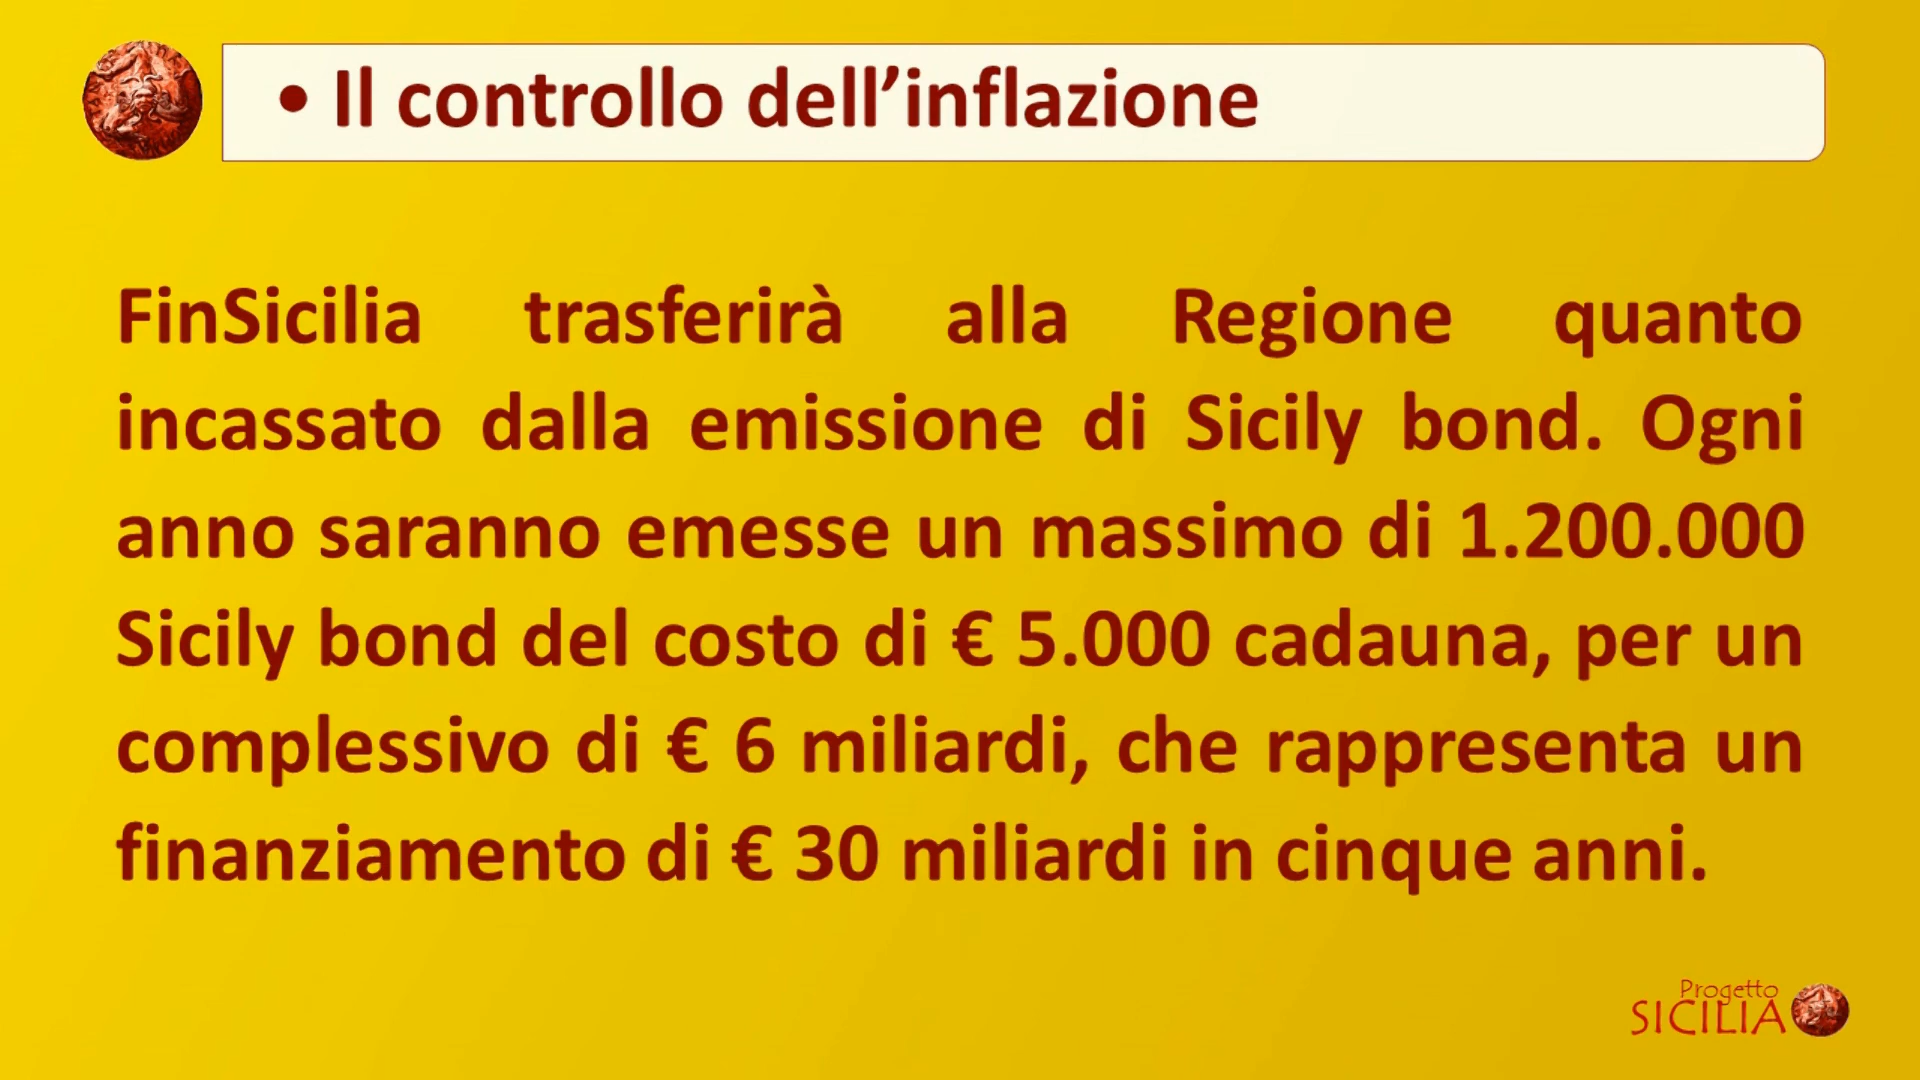 • Il controllo dell’inflazione
FinSicilia trasferirà alla Regione quanto
incassato dalla emissione di Sicily bond. Ogni
anno saranno emesse un massimo di 1.200.000
Sicily bond del costo di € 5.000 cadauna, per un
complessivo di € 6 miliardi, che rappresenta un
finanziamento di € 30 miliardi in cinque anni.
Progetto
SICILIA